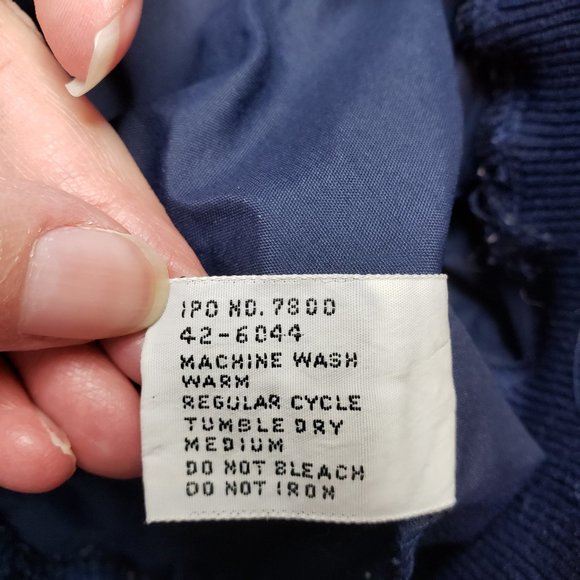 IPO NO. 7800
42-6044
MACHINE WASH
WARM
REGULAR CYCLE
TUMBLE DRY
MEDIUM
DO NOT BLEACH
DO NOT IRON